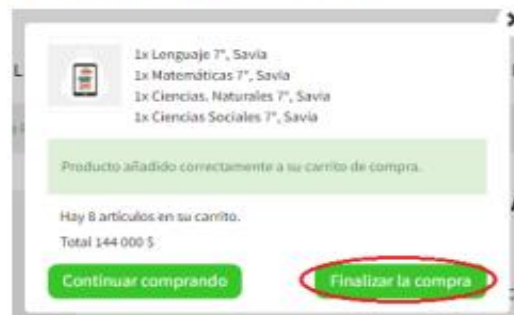 1x Lenguaje 7°, Savia
1x Matemáticas 7°, Savia
1x Ciencias. Naturales 7°, Savia
1x Ciencias Sociales 7°, Savia
Producto añadido correctamente a su carrito de compra.
Hay 8 artículos en su carrito.
Total 144 000 $
Continuar comprando
Finalizar la compra